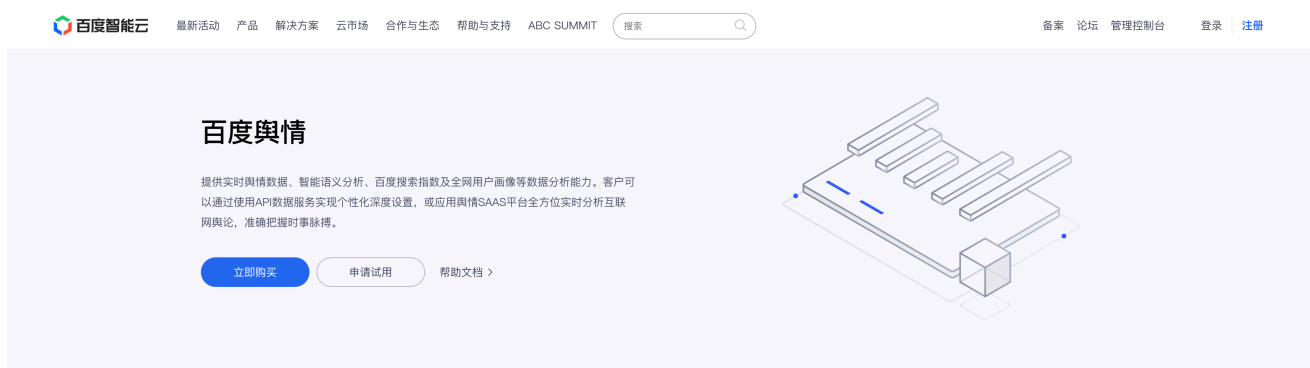 百度智能云 最新活动 产品 解决方案 云市场 合作与生态 帮助与支持 ABC SUMMIT 搜索 备案 论坛 管理控制台 登录 注册
百度舆情
提供实时舆情数据、智能语义分析、百度搜索指数及全网用户画像等数据分析能力。客户可
以通过使用API数据服务实现个性化深度设置，或应用舆情SAAS平台全方位实时分析互联
网舆论，准确把握时事脉搏。
立即购买 申请试用 帮助文档 >